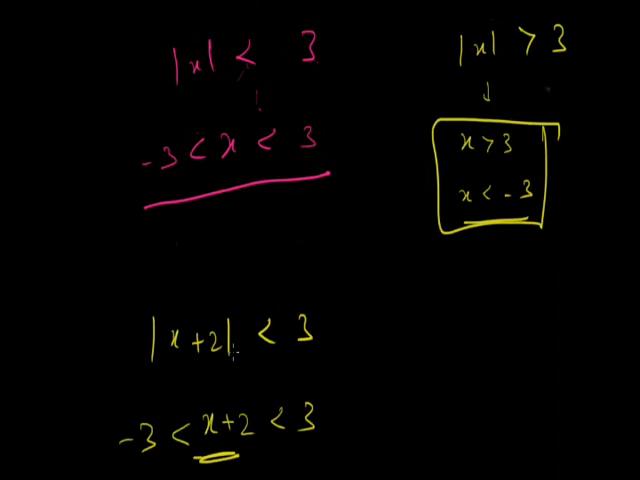 |x| < 3
-3 < x < 3
|x| > 3
x > 3
x < -3
|x+2| < 3
-3 < x+2 < 3